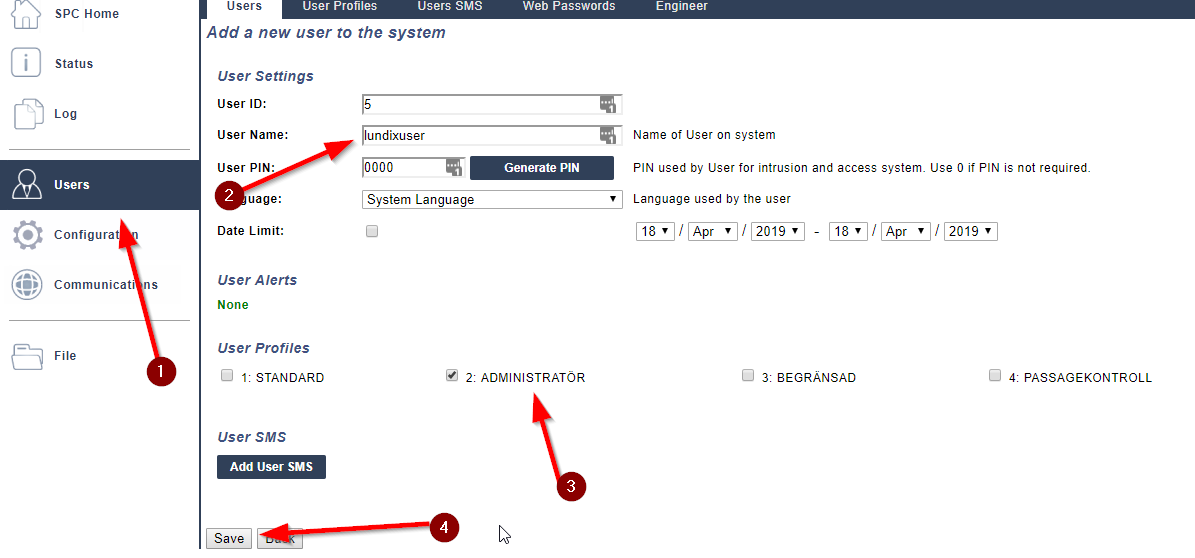 Users User Profiles Users SMS Web Passwords Engineer
SPC Home
Status
Log
Users
Configuration
Communications
File
Add a new user to the system
User Settings
User ID: 5
User Name: lundixuser Name of User on system
User PIN: 0000 Generate PIN PIN used by User for intrusion and access system. Use 0 if PIN is not required.
System Language Language used by the user
Date Limit: 18 / Apr / 2019 - 18 / Apr / 2019
User Alerts
None
User Profiles
1: STANDARD 2: ADMINISTRATÖR 3: BEGRÄNSAD 4: PASSAGEKONTROLL
User SMS
Add User SMS
Save Back
1
2
3
4